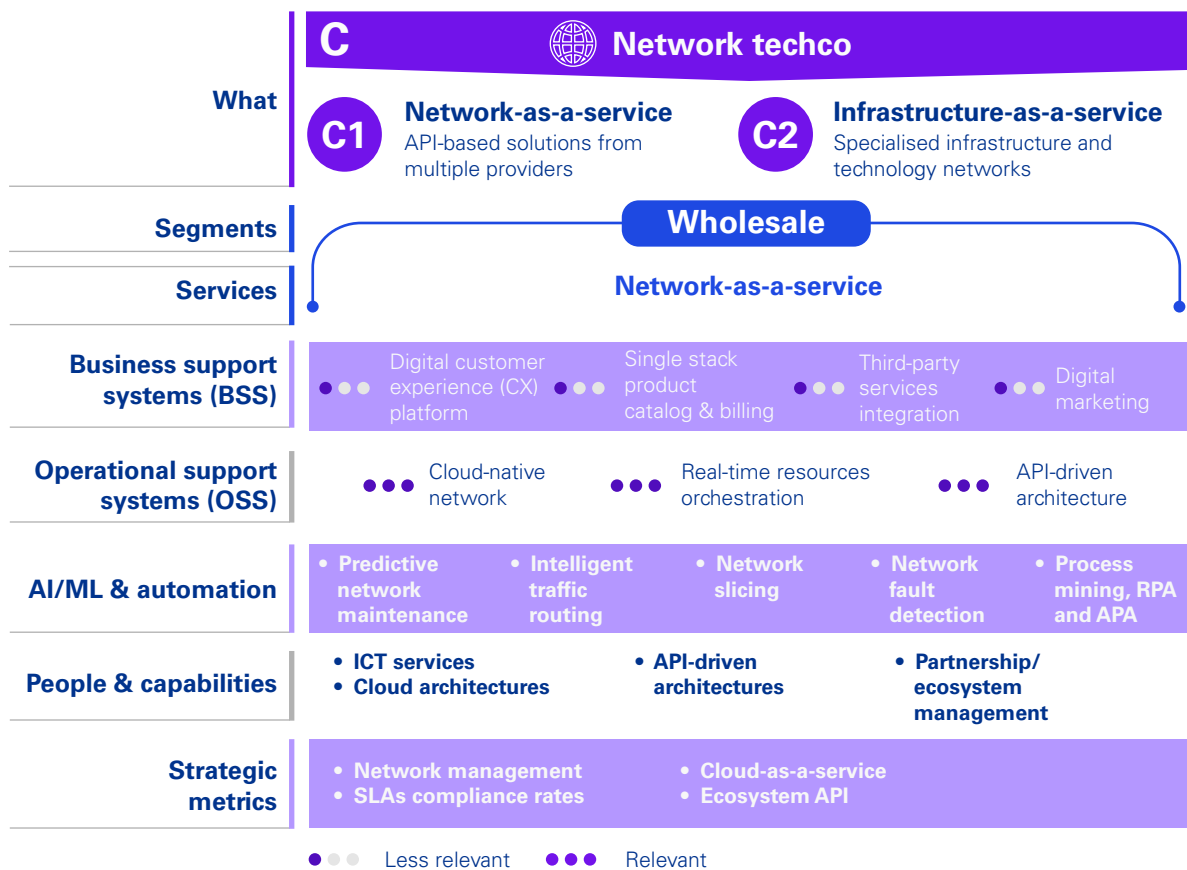 C
Network techco
What
C1
Network-as-a-service
API-based solutions from
multiple providers
C2
Infrastructure-as-a-service
Specialised infrastructure and
technology networks
Segments
Wholesale
Services
Network-as-a-service
Business support
systems (BSS)
Digital customer
experience (CX)
platform
Single stack
product
catalog & billing
Third-party
services
integration
Digital
marketing
Operational support
systems (OSS)
Cloud-native
network
Real-time resources
orchestration
API-driven
architecture
AI/ML & automation
• Predictive
network
maintenance
• Intelligent
traffic
routing
• Network
slicing
• Network
fault
detection
• Process
mining, RPA
and APA
People & capabilities
• ICT services
• Cloud architectures
• API-driven
architectures
• Partnership/
ecosystem
management
Strategic
metrics
• Network management
• SLAs compliance rates
• Cloud-as-a-service
• Ecosystem API
Less relevant
Relevant